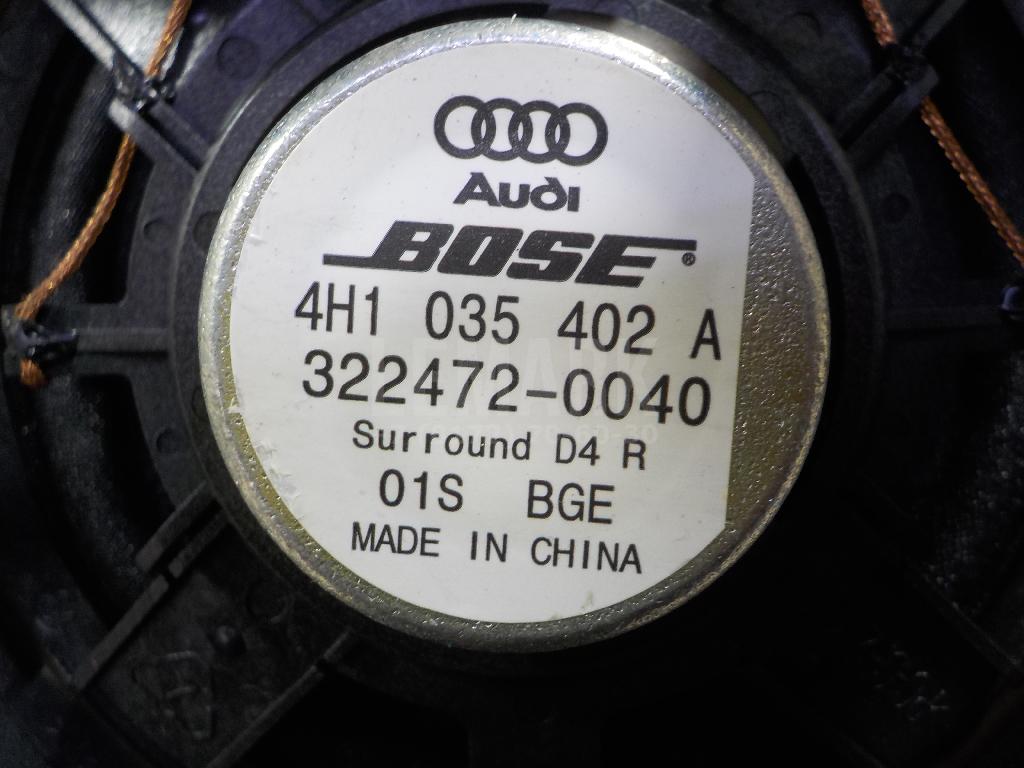 Audi
BOSE®
4H1 035 402 A
322472-0040
Surround D4 R
01S BGE
MADE IN CHINA